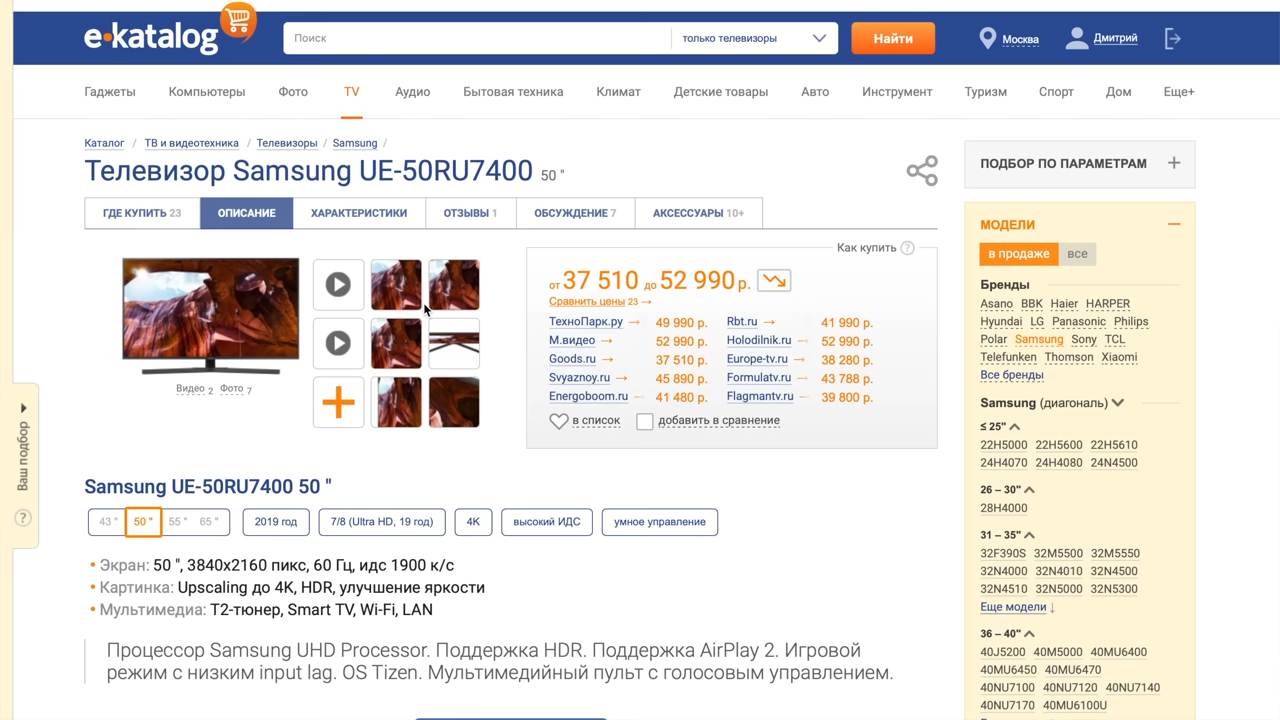 e•katalog
Поиск
только телевизоры
Найти
Москва
Дмитрий
Гаджеты Компьютеры Фото TV Аудио Бытовая техника Климат Детские товары Авто Инструмент Туризм Спорт Дом Еще+
Каталог / ТВ и видеотехника / Телевизоры / Samsung /
Телевизор Samsung UE-50RU7400 50 "
ГДЕ КУПИТЬ 23 ОПИСАНИЕ ХАРАКТЕРИСТИКИ ОТЗЫВЫ 1 ОБСУЖДЕНИЕ 7 АКСЕССУАРЫ 10+
Видео 2 Фото 7
Как купить ?
от 37 510 до 52 990 р.
Сравнить цены 23 →
ТехноПарк.ру → 49 990 р. Rbt.ru → 41 990 р.
М.видео → 52 990 р. Holodilnik.ru → 52 990 р.
Goods.ru → 37 510 р. Europe-tv.ru → 38 280 р.
Svyaznoy.ru → 45 890 р. Formulatv.ru → 43 788 р.
Energoboom.ru → 41 480 р. Flagmantv.ru → 39 800 р.
в список добавить в сравнение
Samsung UE-50RU7400 50 "
43 " 50 " 55 " 65 " 2019 год 7/8 (Ultra HD, 19 год) 4K высокий ИДС умное управление
• Экран: 50 ", 3840x2160 пикс, 60 Гц, идс 1900 к/с
• Картинка: Upscaling до 4K, HDR, улучшение яркости
• Мультимедиа: T2-тюнер, Smart TV, Wi-Fi, LAN
Процессор Samsung UHD Processor. Поддержка HDR. Поддержка AirPlay 2. Игровой
режим с низким input lag. OS Tizen. Мультимедийный пульт с голосовым управлением.
Ваш подбор
?
ПОДБОР ПО ПАРАМЕТРАМ +
МОДЕЛИ
в продаже все
Бренды
Asano BBK Haier HARPER
Hyundai LG Panasonic Philips
Polar Samsung Sony TCL
Telefunken Thomson Xiaomi
Все бренды
Samsung (диагональ)
≤ 25"
22H5000 22H5600 22H5610
24H4070 24H4080 24N4500
26 – 30"
28H4000
31 – 35"
32F390S 32M5500 32M5550
32N4000 32N4010 32N4500
32N4510 32N5000 32N5300
Еще модели ↓
36 – 40"
40J5200 40M5000 40MU6400
40MU6450 40MU6470
40NU7100 40NU7120 40NU7140
40NU7170 40MU6100U